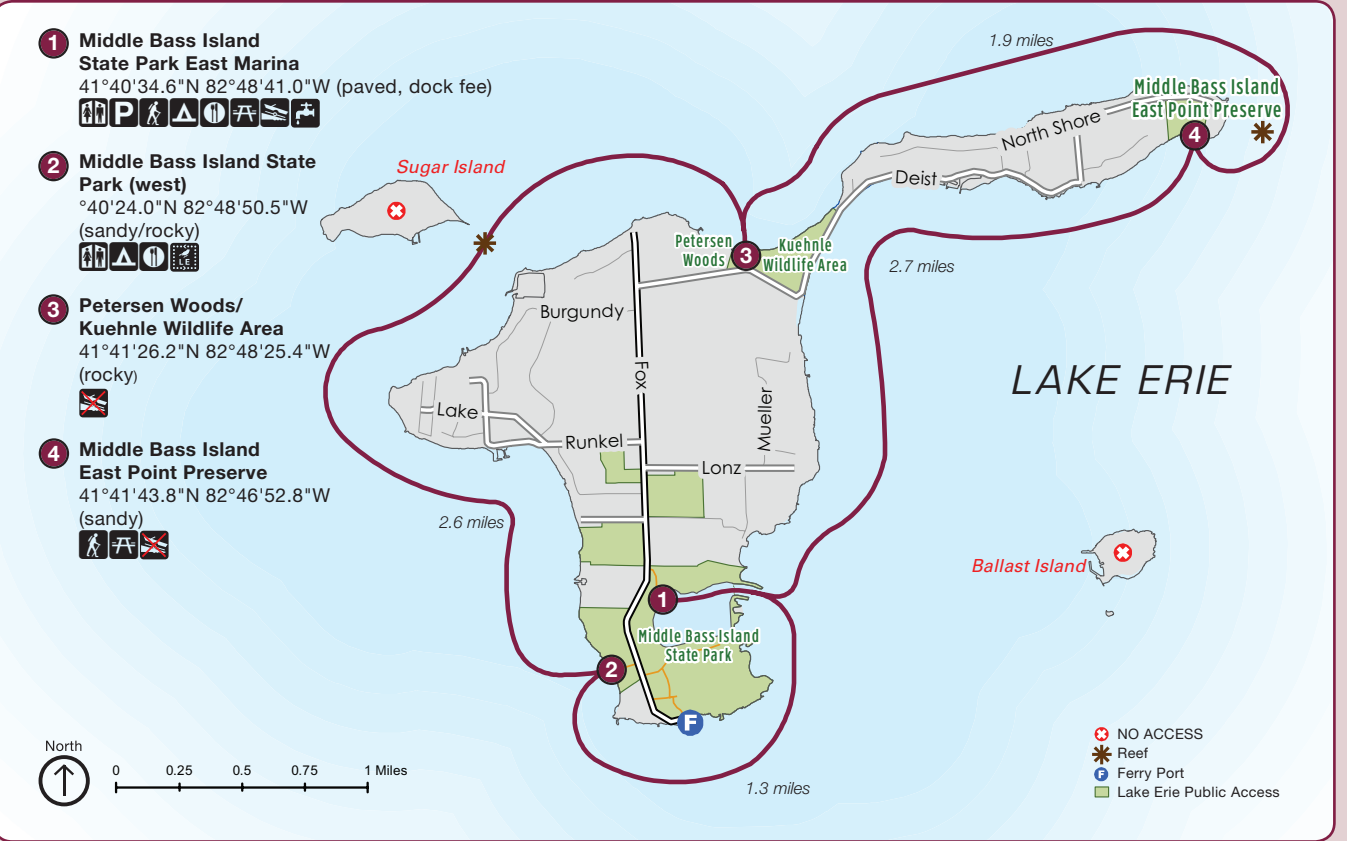 1
Middle Bass Island
State Park East Marina
41°40'34.6"N 82°48'41.0"W (paved, dock fee)
P
2
Middle Bass Island State
Park (west)
°40'24.0"N 82°48'50.5"W
(sandy/rocky)
LE
3
Petersen Woods/
Kuehnle Wildlife Area
41°41'26.2"N 82°48'25.4"W
(rocky)
4
Middle Bass Island
East Point Preserve
41°41'43.8"N 82°46'52.8"W
(sandy)
1.9 miles
Middle Bass Island
East Point Preserve
4
North Shore
Deist
Sugar Island
Petersen
Woods
3
Kuehnle
Wildlife Area
2.7 miles
Burgundy
Fox
LAKE ERIE
Lake
Mueller
Runkel
Lonz
2.6 miles
Ballast Island
1
Middle Bass Island
State Park
2
F
1.3 miles
North
0 0.25 0.5 0.75 1 Miles
NO ACCESS
Reef
F Ferry Port
Lake Erie Public Access